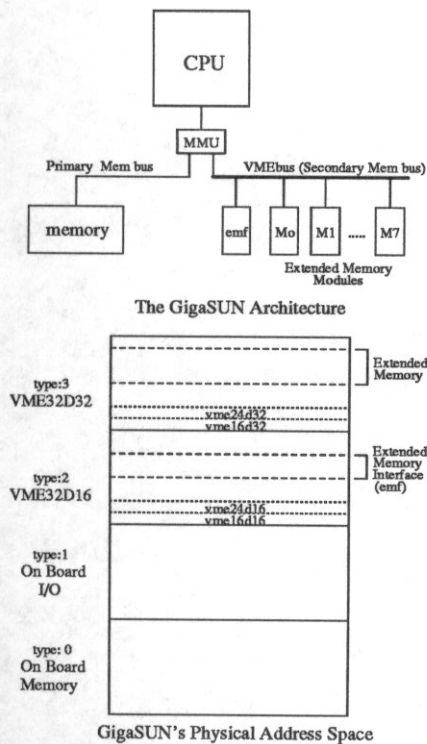 CPU
MMU
Primary Mem bus
VMEbus (Secondary Mem bus)
memory
emf
Mo
M1
.....
M7
Extended Memory
Modules
The GigaSUN Architecture
type:3
VME32D32
Extended
Memory
vme24d32
vme16d32
type:2
VME32D16
Extended
Memory
Interface
(emf)
vme24d16
vme16d16
type:1
On Board
I/O
type: 0
On Board
Memory
GigaSUN's Physical Address Space